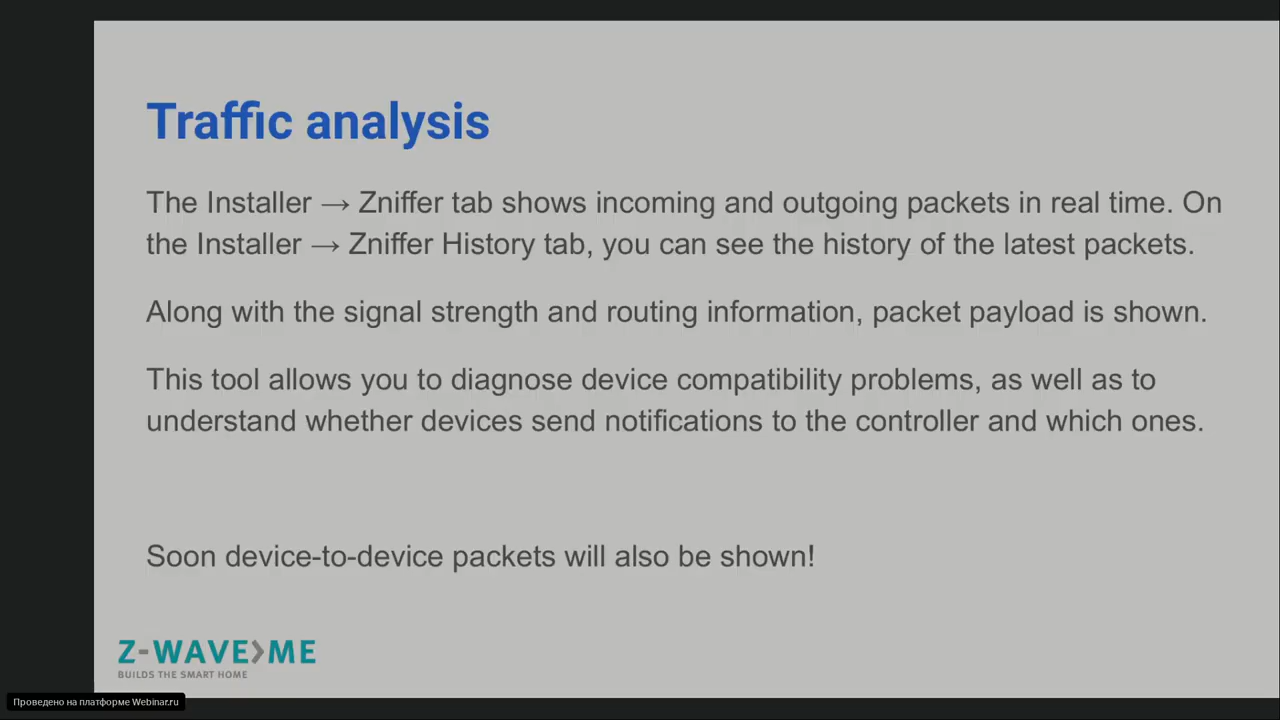 Traffic analysis
The Installer → Zniffer tab shows incoming and outgoing packets in real time. On
the Installer → Zniffer History tab, you can see the history of the latest packets.
Along with the signal strength and routing information, packet payload is shown.
This tool allows you to diagnose device compatibility problems, as well as to
understand whether devices send notifications to the controller and which ones.
Soon device-to-device packets will also be shown!
Z-WAVE>ME
BUILDS THE SMART HOME
Проведено на платформе Webinar.ru